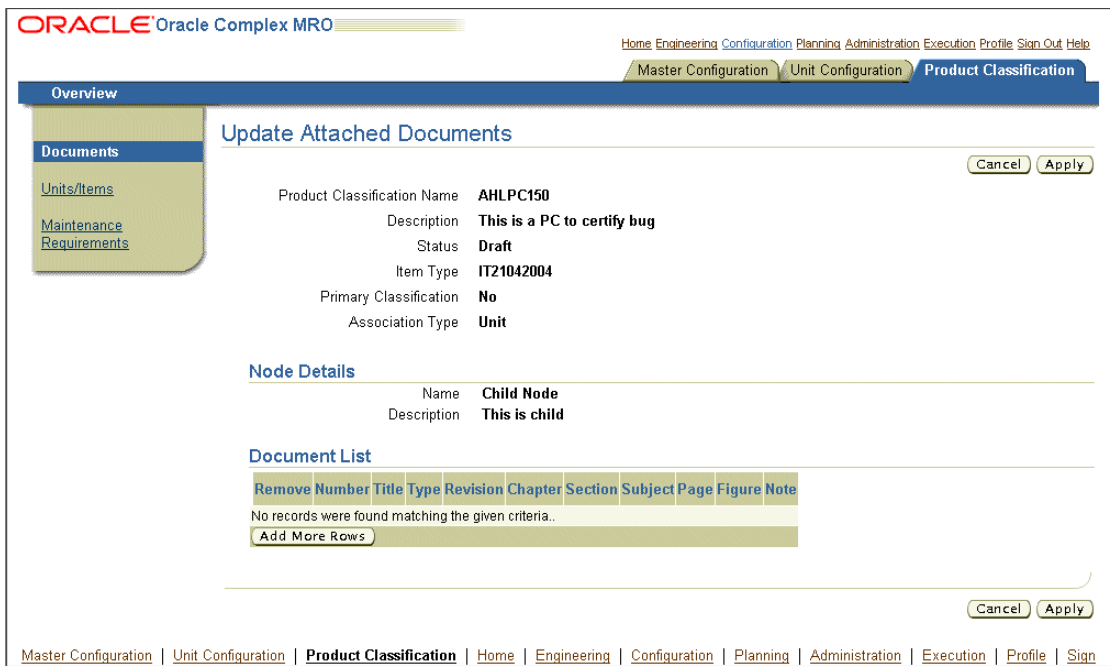 ORACLE Oracle Complex MRO
Home Engineering Configuration Planning Administration Execution Profile Sign Out Help
Master Configuration Unit Configuration Product Classification
Overview
Documents
Units/Items
Maintenance
Requirements
Update Attached Documents
Cancel Apply
Product Classification Name AHLPC150
Description This is a PC to certify bug
Status Draft
Item Type IT21042004
Primary Classification No
Association Type Unit
Node Details
Name Child Node
Description This is child
Document List
Remove Number Title Type Revision Chapter Section Subject Page Figure Note
No records were found matching the given criteria..
Add More Rows
Cancel Apply
Master Configuration | Unit Configuration | Product Classification | Home | Engineering | Configuration | Planning | Administration | Execution | Profile | Sign